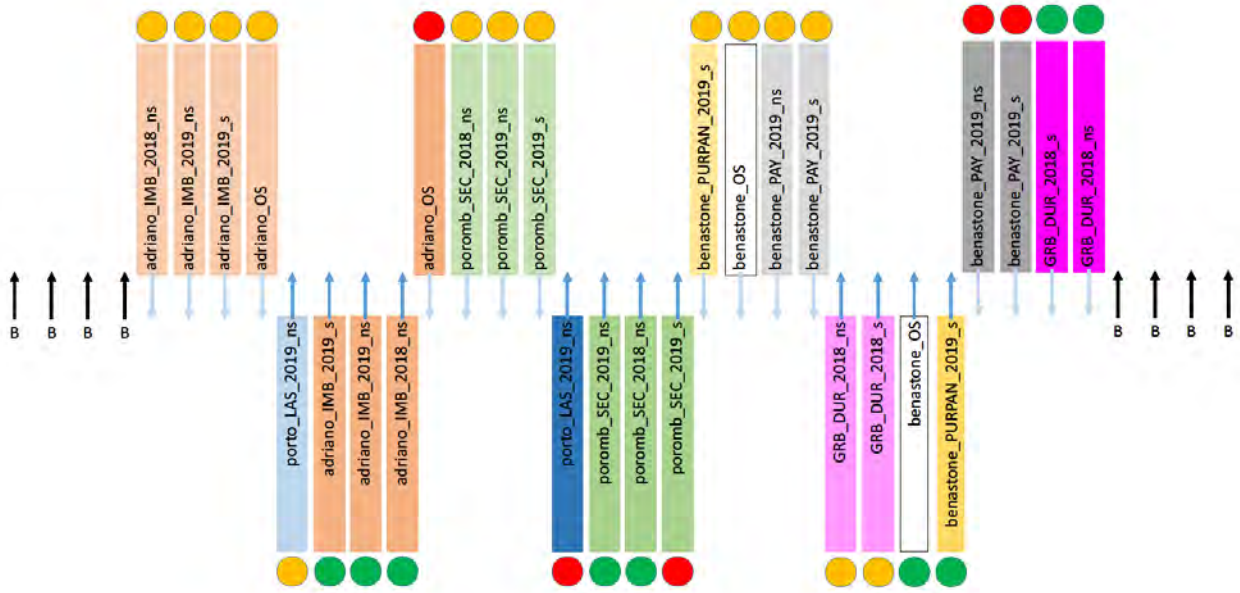 adriano_IMB_2018_ns
adriano_IMB_2019_ns
adriano_IMB_2019_s
adriano_OS
adriano_OS
poromb_SEC_2018_ns
poromb_SEC_2019_ns
poromb_SEC_2019_s
benastone_PURPAN_2019_s
benastone_OS
benastone_PAY_2019_ns
benastone_PAY_2019_s
benastone_PAY_2019_ns
benastone_PAY_2019_s
GRB_DUR_2018_s
GRB_DUR_2018_ns
B
B
B
B
B
B
B
B
porto_LAS_2019_ns
adriano_IMB_2019_s
adriano_IMB_2019_ns
adriano_IMB_2018_ns
porto_LAS_2019_ns
poromb_SEC_2019_ns
poromb_SEC_2018_ns
poromb_SEC_2019_s
GRB_DUR_2018_ns
GRB_DUR_2018_s
benastone_OS
benastone_PURPAN_2019_s